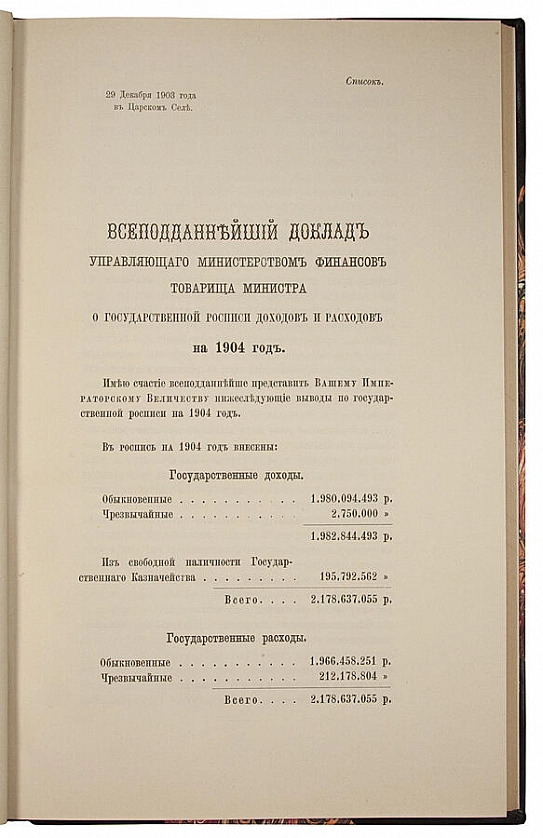 Списокъ.
29 Декабря 1903 года
въ Царскомъ Селѣ.
ВСЕПОДДАННѢЙШІЙ ДОКЛАДЪ
УПРАВЛЯЮЩАГО МИНИСТЕРСТВОМЪ ФИНАНСОВЪ
ТОВАРИЩА МИНИСТРА
О ГОСУДАРСТВЕННОЙ РОСПИСИ ДОХОДОВЪ И РАСХОДОВЪ
на 1904 годъ.
Имѣю счастіе всеподданнѣйше представить ВАШЕМУ ИМПЕ-
РАТОРСКОМУ ВЕЛИЧЕСТВУ нижеслѣдующіе выводы по государ-
ственной росписи на 1904 годъ.
Въ роспись на 1904 годъ внесены:
Государственные доходы.
Обыкновенные . . . . . . . . . . . 1.980.094.493 р.
Чрезвычайные . . . . . . . . . . . 2.750.000 »
1.982.844.493 р.
Изъ свободной наличности Государ-
ственнаго Казначейства . . . . . . . . . 195.792.562 »
Всего. . . . 2.178.637.055 р.
Государственные расходы.
Обыкновенные . . . . . . . . . . . 1.966.458.251 р.
Чрезвычайные . . . . . . . . . . . 212.178.804 »
Всего. . . . 2.178.637.055 р.